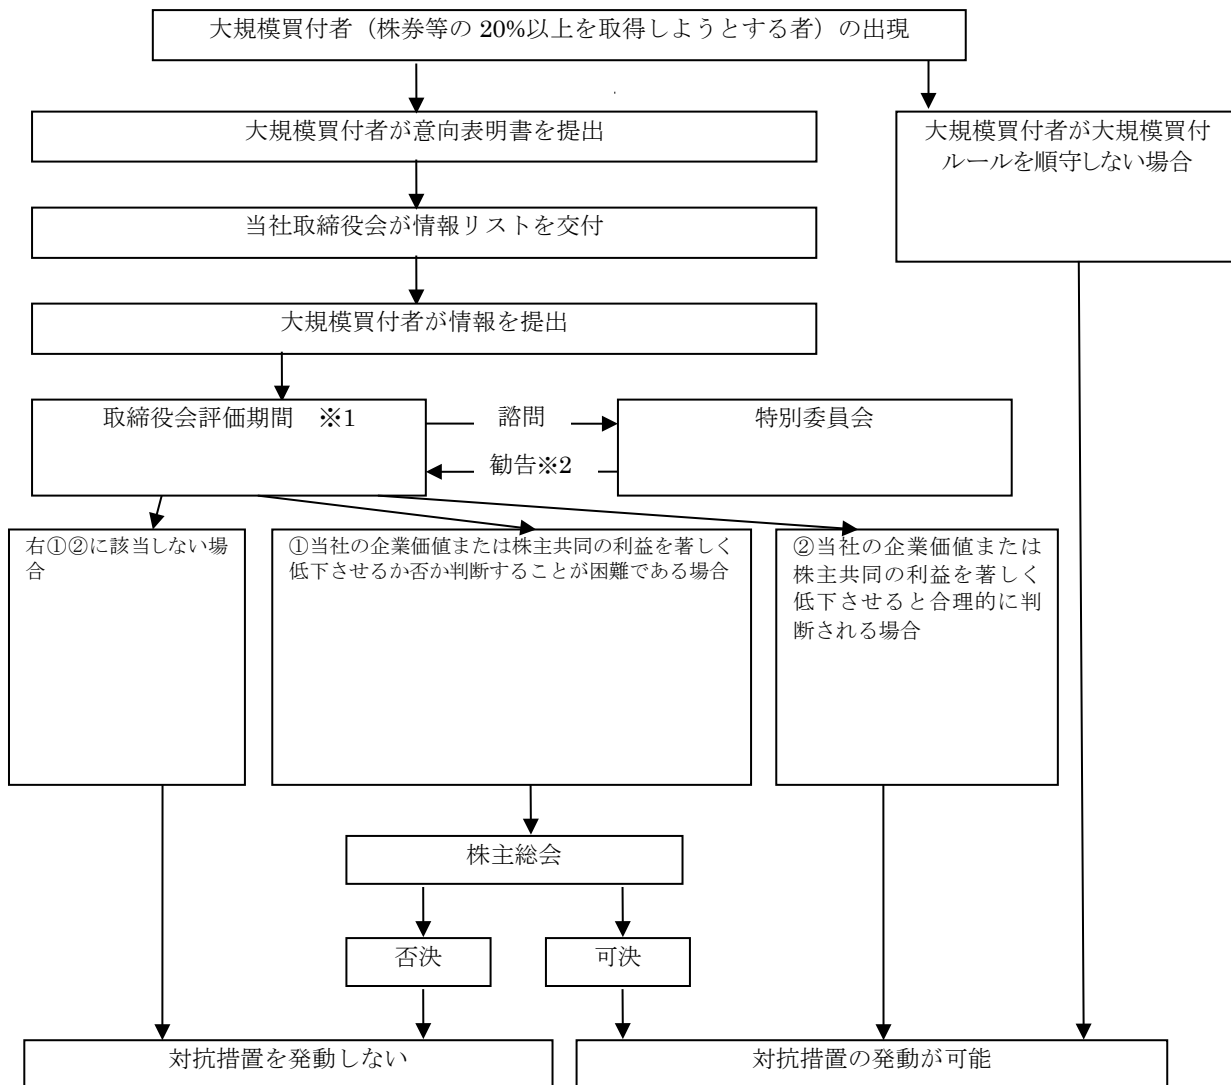 大規模買付者（株券等の 20%以上を取得しようとする者）の出現
大規模買付者が意向表明書を提出
大規模買付者が大規模買付
ルールを順守しない場合
当社取締役会が情報リストを交付
大規模買付者が情報を提出
取締役会評価期間　※1
諮問
特別委員会
勧告※2
右①②に該当しない場
合
①当社の企業価値または株主共同の利益を著しく
低下させるか否か判断することが困難である場合
②当社の企業価値または
株主共同の利益を著しく
低下させると合理的に判
断される場合
株主総会
否決
可決
対抗措置を発動しない
対抗措置の発動が可能